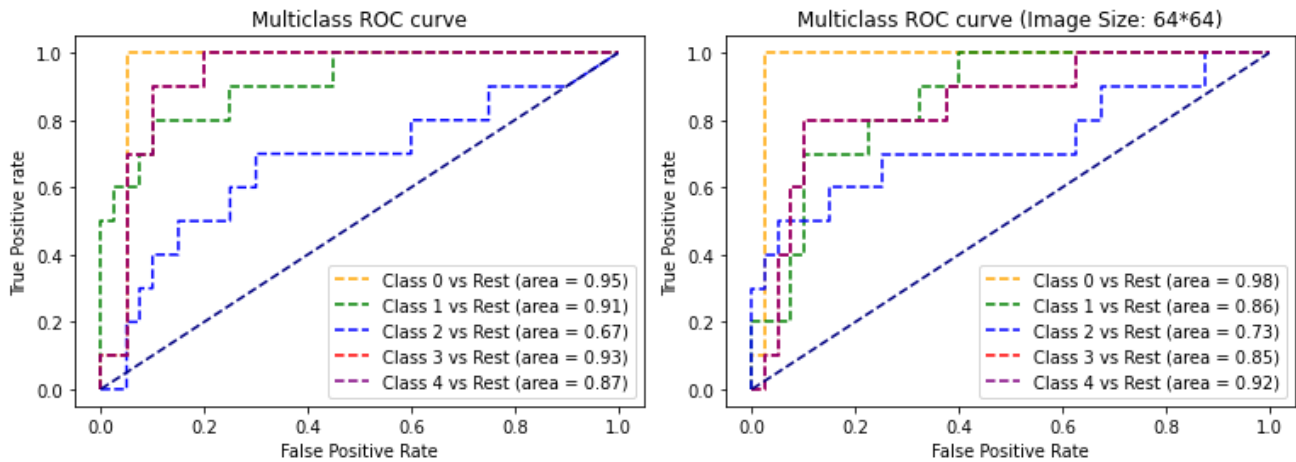 Multiclass ROC curve
1.0
0.8
0.6
0.4
0.2
0.0
True Positive rate
Class 0 vs Rest (area = 0.95)
Class 1 vs Rest (area = 0.91)
Class 2 vs Rest (area = 0.67)
Class 3 vs Rest (area = 0.93)
Class 4 vs Rest (area = 0.87)
0.0 0.2 0.4 0.6 0.8 1.0
False Positive Rate
Multiclass ROC curve (Image Size: 64*64)
1.0
0.8
0.6
0.4
0.2
0.0
True Positive rate
Class 0 vs Rest (area = 0.98)
Class 1 vs Rest (area = 0.86)
Class 2 vs Rest (area = 0.73)
Class 3 vs Rest (area = 0.85)
Class 4 vs Rest (area = 0.92)
0.0 0.2 0.4 0.6 0.8 1.0
False Positive Rate